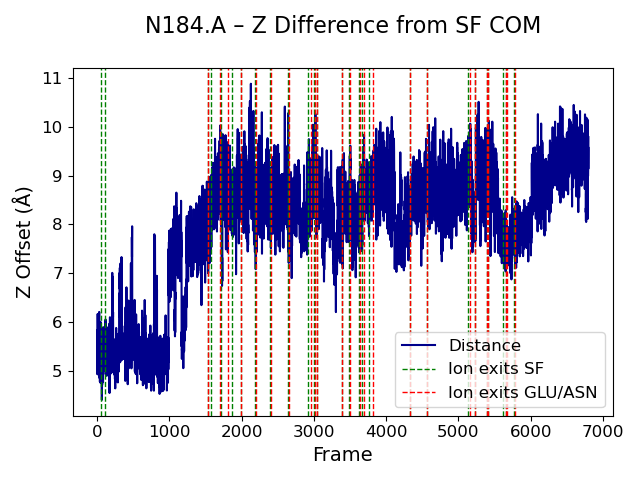 N184.A – Z Difference from SF COM
Z Offset (Å)
11
10
9
8
7
6
5
Distance
Ion exits SF
Ion exits GLU/ASN
0 1000 2000 3000 4000 5000 6000 7000
Frame